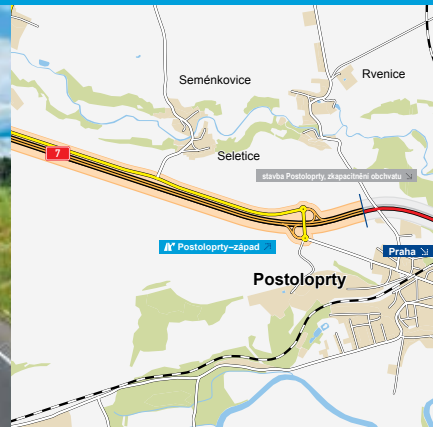 Seménkovice
Rvenice
7
Seletice
stavba Postoloprty, zkapacitnění obchvatu
Postoloprty–západ
Praha
Postoloprty